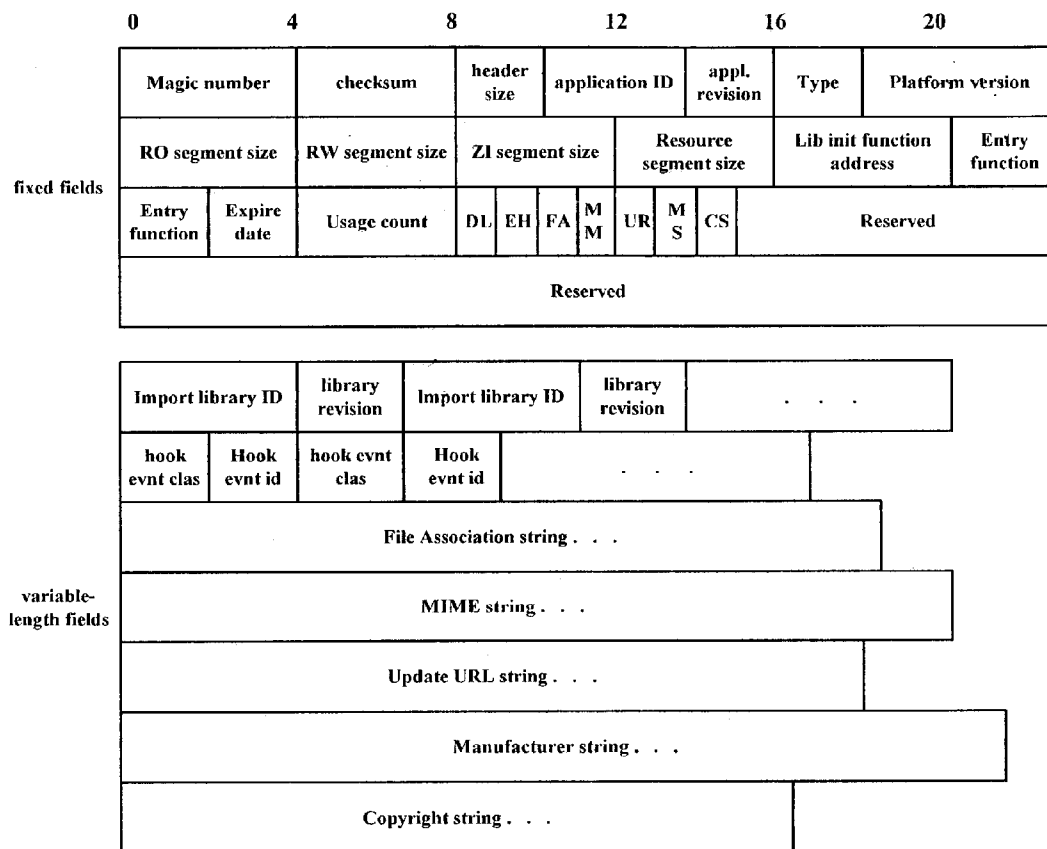 0 4 8 12 16 20
Magic number checksum header size application ID appl. revision Type Platform version
RO segment size RW segment size ZI segment size Resource segment size Lib init function address Entry function
fixed fields
Entry function Expire date Usage count DL EH FA MM UR MS CS Reserved
Reserved
Import library ID library revision Import library ID library revision . . .
hook evnt clas Hook evnt id hook evnt clas Hook evnt id . . .
File Association string . . .
variable-length fields
MIME string . . .
Update URL string . . .
Manufacturer string . . .
Copyright string . . .